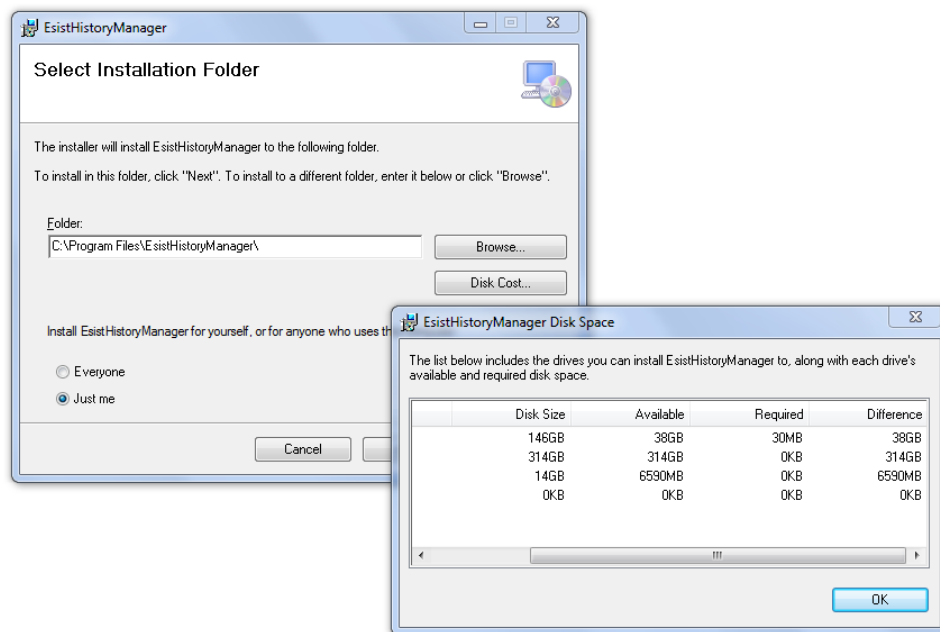 EsistHistoryManager
Select Installation Folder
The installer will install EsistHistoryManager to the following folder.
To install in this folder, click "Next". To install to a different folder, enter it below or click "Browse".
Folder:
C:\Program Files\EsistHistoryManager\
Browse...
Disk Cost...
Install EsistHistoryManager for yourself, or for anyone who uses
Everyone
Just me
Cancel
EsistHistoryManager Disk Space
The list below includes the drives you can install EsistHistoryManager to, along with each drive's
available and required disk space.
Disk Size Available Required Difference
146GB 38GB 30MB 38GB
314GB 314GB 0KB 314GB
14GB 6590MB 0KB 6590MB
0KB 0KB 0KB 0KB
OK